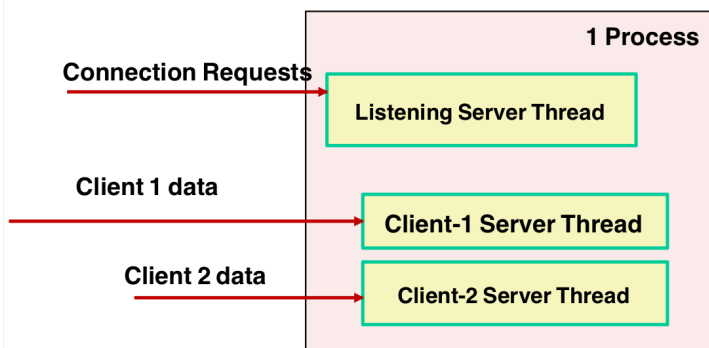 1 Process
Connection Requests
Listening Server Thread
Client 1 data
Client-1 Server Thread
Client 2 data
Client-2 Server Thread